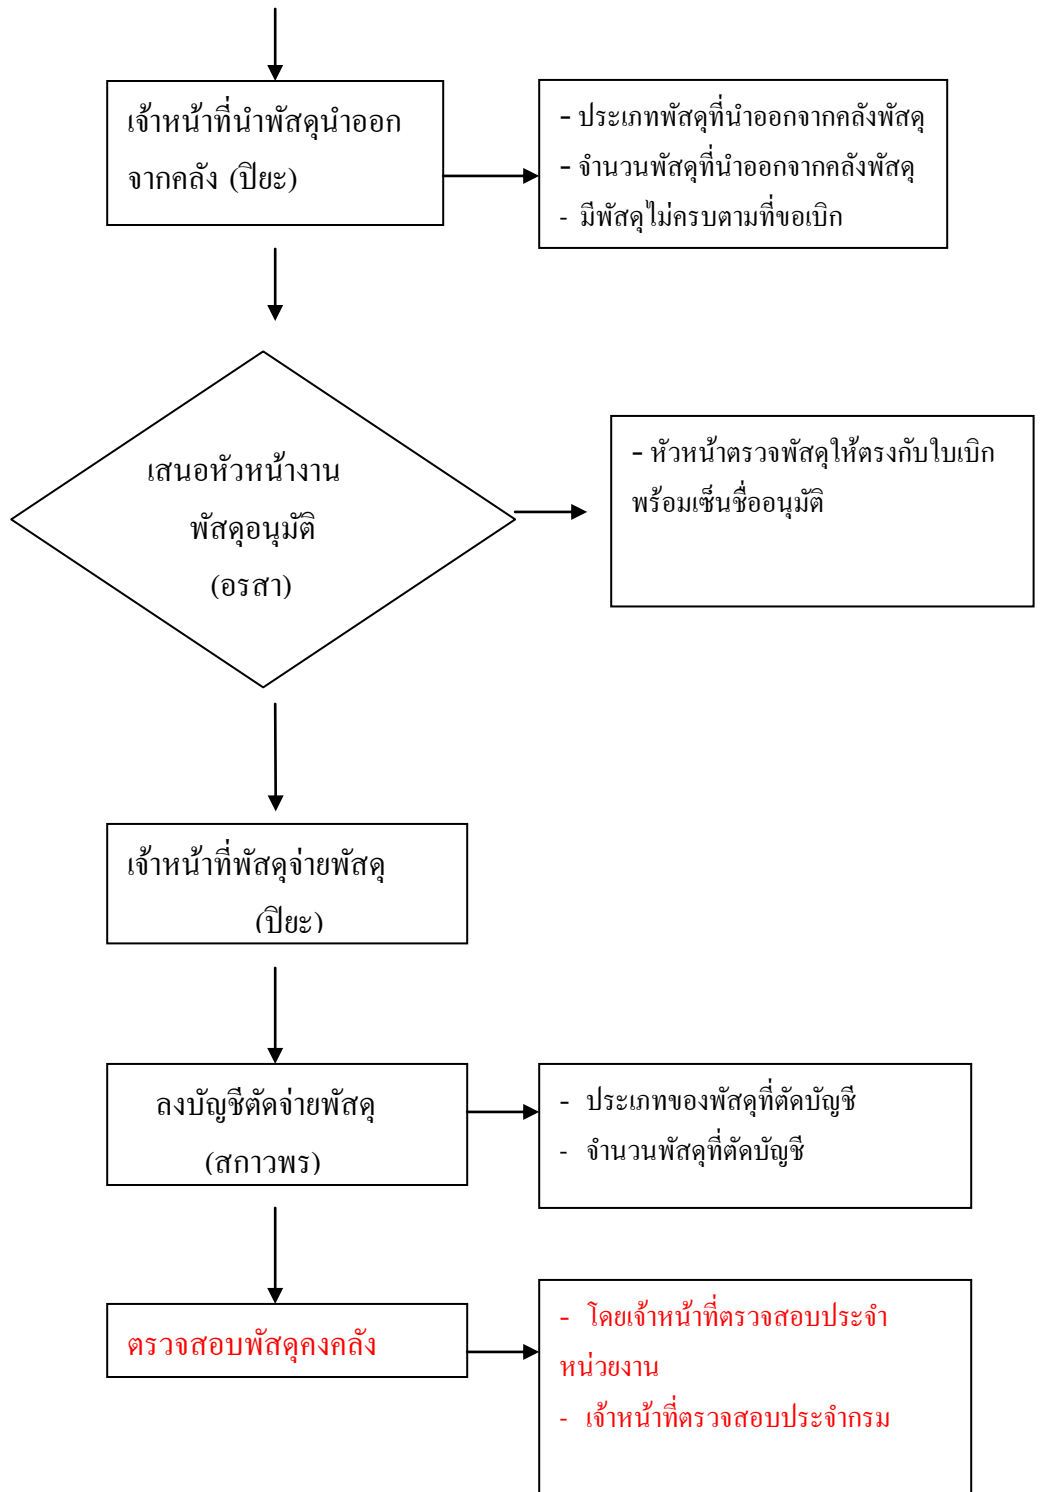 เจ้าหน้าที่นำพัสดุนำออก
จากคลัง (ปิยะ)
- ประเภทพัสดุที่นำออกจากคลังพัสดุ
- จำนวนพัสดุที่นำออกจากคลังพัสดุ
- มีพัสดุไม่ครบตามที่ขอเบิก
เสนอหัวหน้างาน
พัสดุอนุมัติ
(อรสา)
- หัวหน้าตรวจพัสดุให้ตรงกับใบเบิก
พร้อมเซ็นชื่ออนุมัติ
เจ้าหน้าที่พัสดุจ่ายพัสดุ
(ปิยะ)
ลงบัญชีตัดจ่ายพัสดุ
(สกาวพร)
- ประเภทของพัสดุที่ตัดบัญชี
- จำนวนพัสดุที่ตัดบัญชี
ตรวจสอบพัสดุคงคลัง
- โดยเจ้าหน้าที่ตรวจสอบประจำ
หน่วยงาน
- เจ้าหน้าที่ตรวจสอบประจำกรม